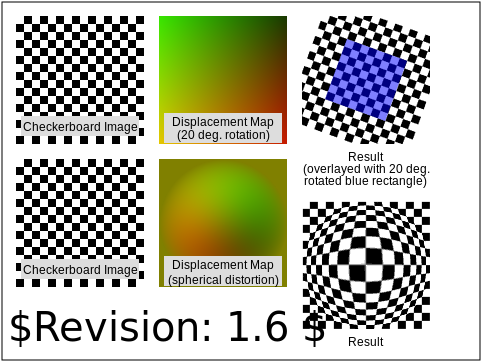 Checkerboard Image
Displacement Map
(20 deg. rotation)
Result
(overlayed with 20 deg.
rotated blue rectangle)
Checkerboard Image
Displacement Map
(spherical distortion)
Result
$Revision: 1.6 $